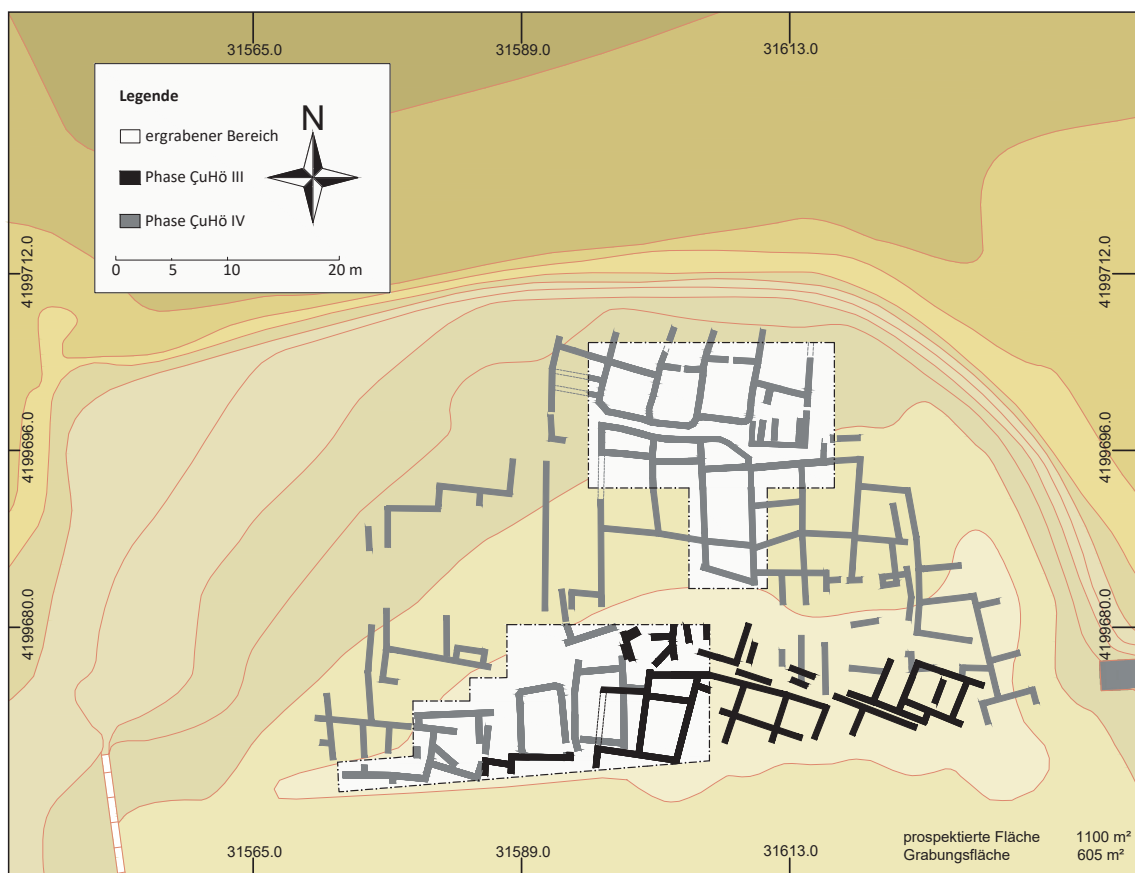 31565.0
31589.0
31613.0
Legende
ergrabener Bereich
Phase ÇuHö III
Phase ÇuHö IV
N
0 5 10 20 m
4199712.0
4199712.0
4199696.0
4199696.0
4199680.0
4199680.0
31565.0
31589.0
31613.0
prospektierte Fläche 1100 m²
Grabungsfläche 605 m²